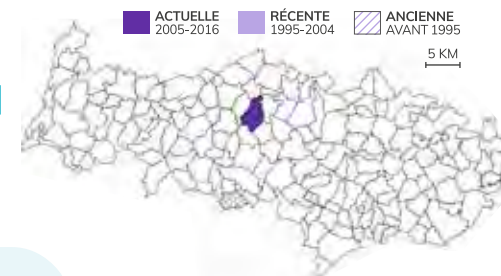 ACTUELLE
2005-2016
RÉCENTE
1995-2004
ANCIENNE
AVANT 1995
5 KM